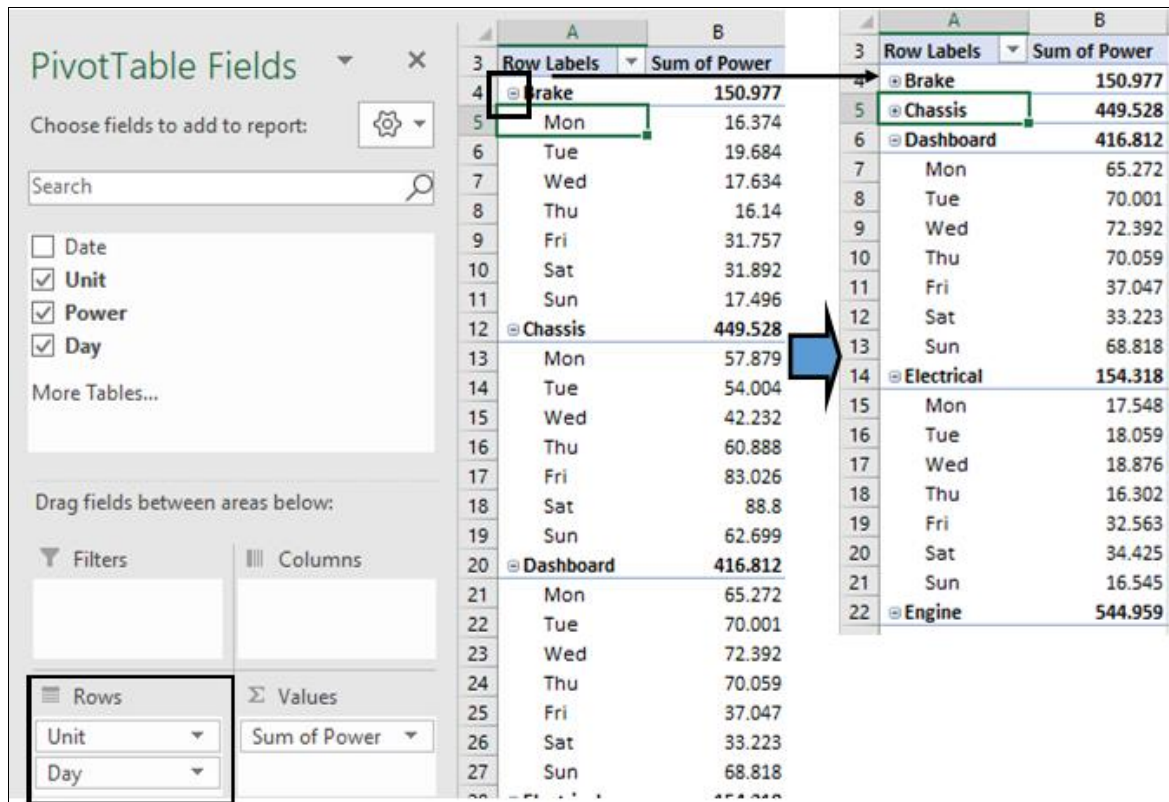 PivotTable Fields
Choose fields to add to report:
Search
Date
Unit
Power
Day
More Tables...
Drag fields between areas below:
Filters
Columns
Rows
Σ Values
Unit
Sum of Power
Day
A B
3 Row Labels Sum of Power
4 Brake 150.977
5 Mon 16.374
6 Tue 19.684
7 Wed 17.634
8 Thu 16.14
9 Fri 31.757
10 Sat 31.892
11 Sun 17.496
12 Chassis 449.528
13 Mon 57.879
14 Tue 54.004
15 Wed 42.232
16 Thu 60.888
17 Fri 83.026
18 Sat 88.8
19 Sun 62.699
20 Dashboard 416.812
21 Mon 65.272
22 Tue 70.001
23 Wed 72.392
24 Thu 70.059
25 Fri 37.047
26 Sat 33.223
27 Sun 68.818
A B
3 Row Labels Sum of Power
4 Brake 150.977
5 Chassis 449.528
6 Dashboard 416.812
7 Mon 65.272
8 Tue 70.001
9 Wed 72.392
10 Thu 70.059
11 Fri 37.047
12 Sat 33.223
13 Sun 68.818
14 Electrical 154.318
15 Mon 17.548
16 Tue 18.059
17 Wed 18.876
18 Thu 16.302
19 Fri 32.563
20 Sat 34.425
21 Sun 16.545
22 Engine 544.959